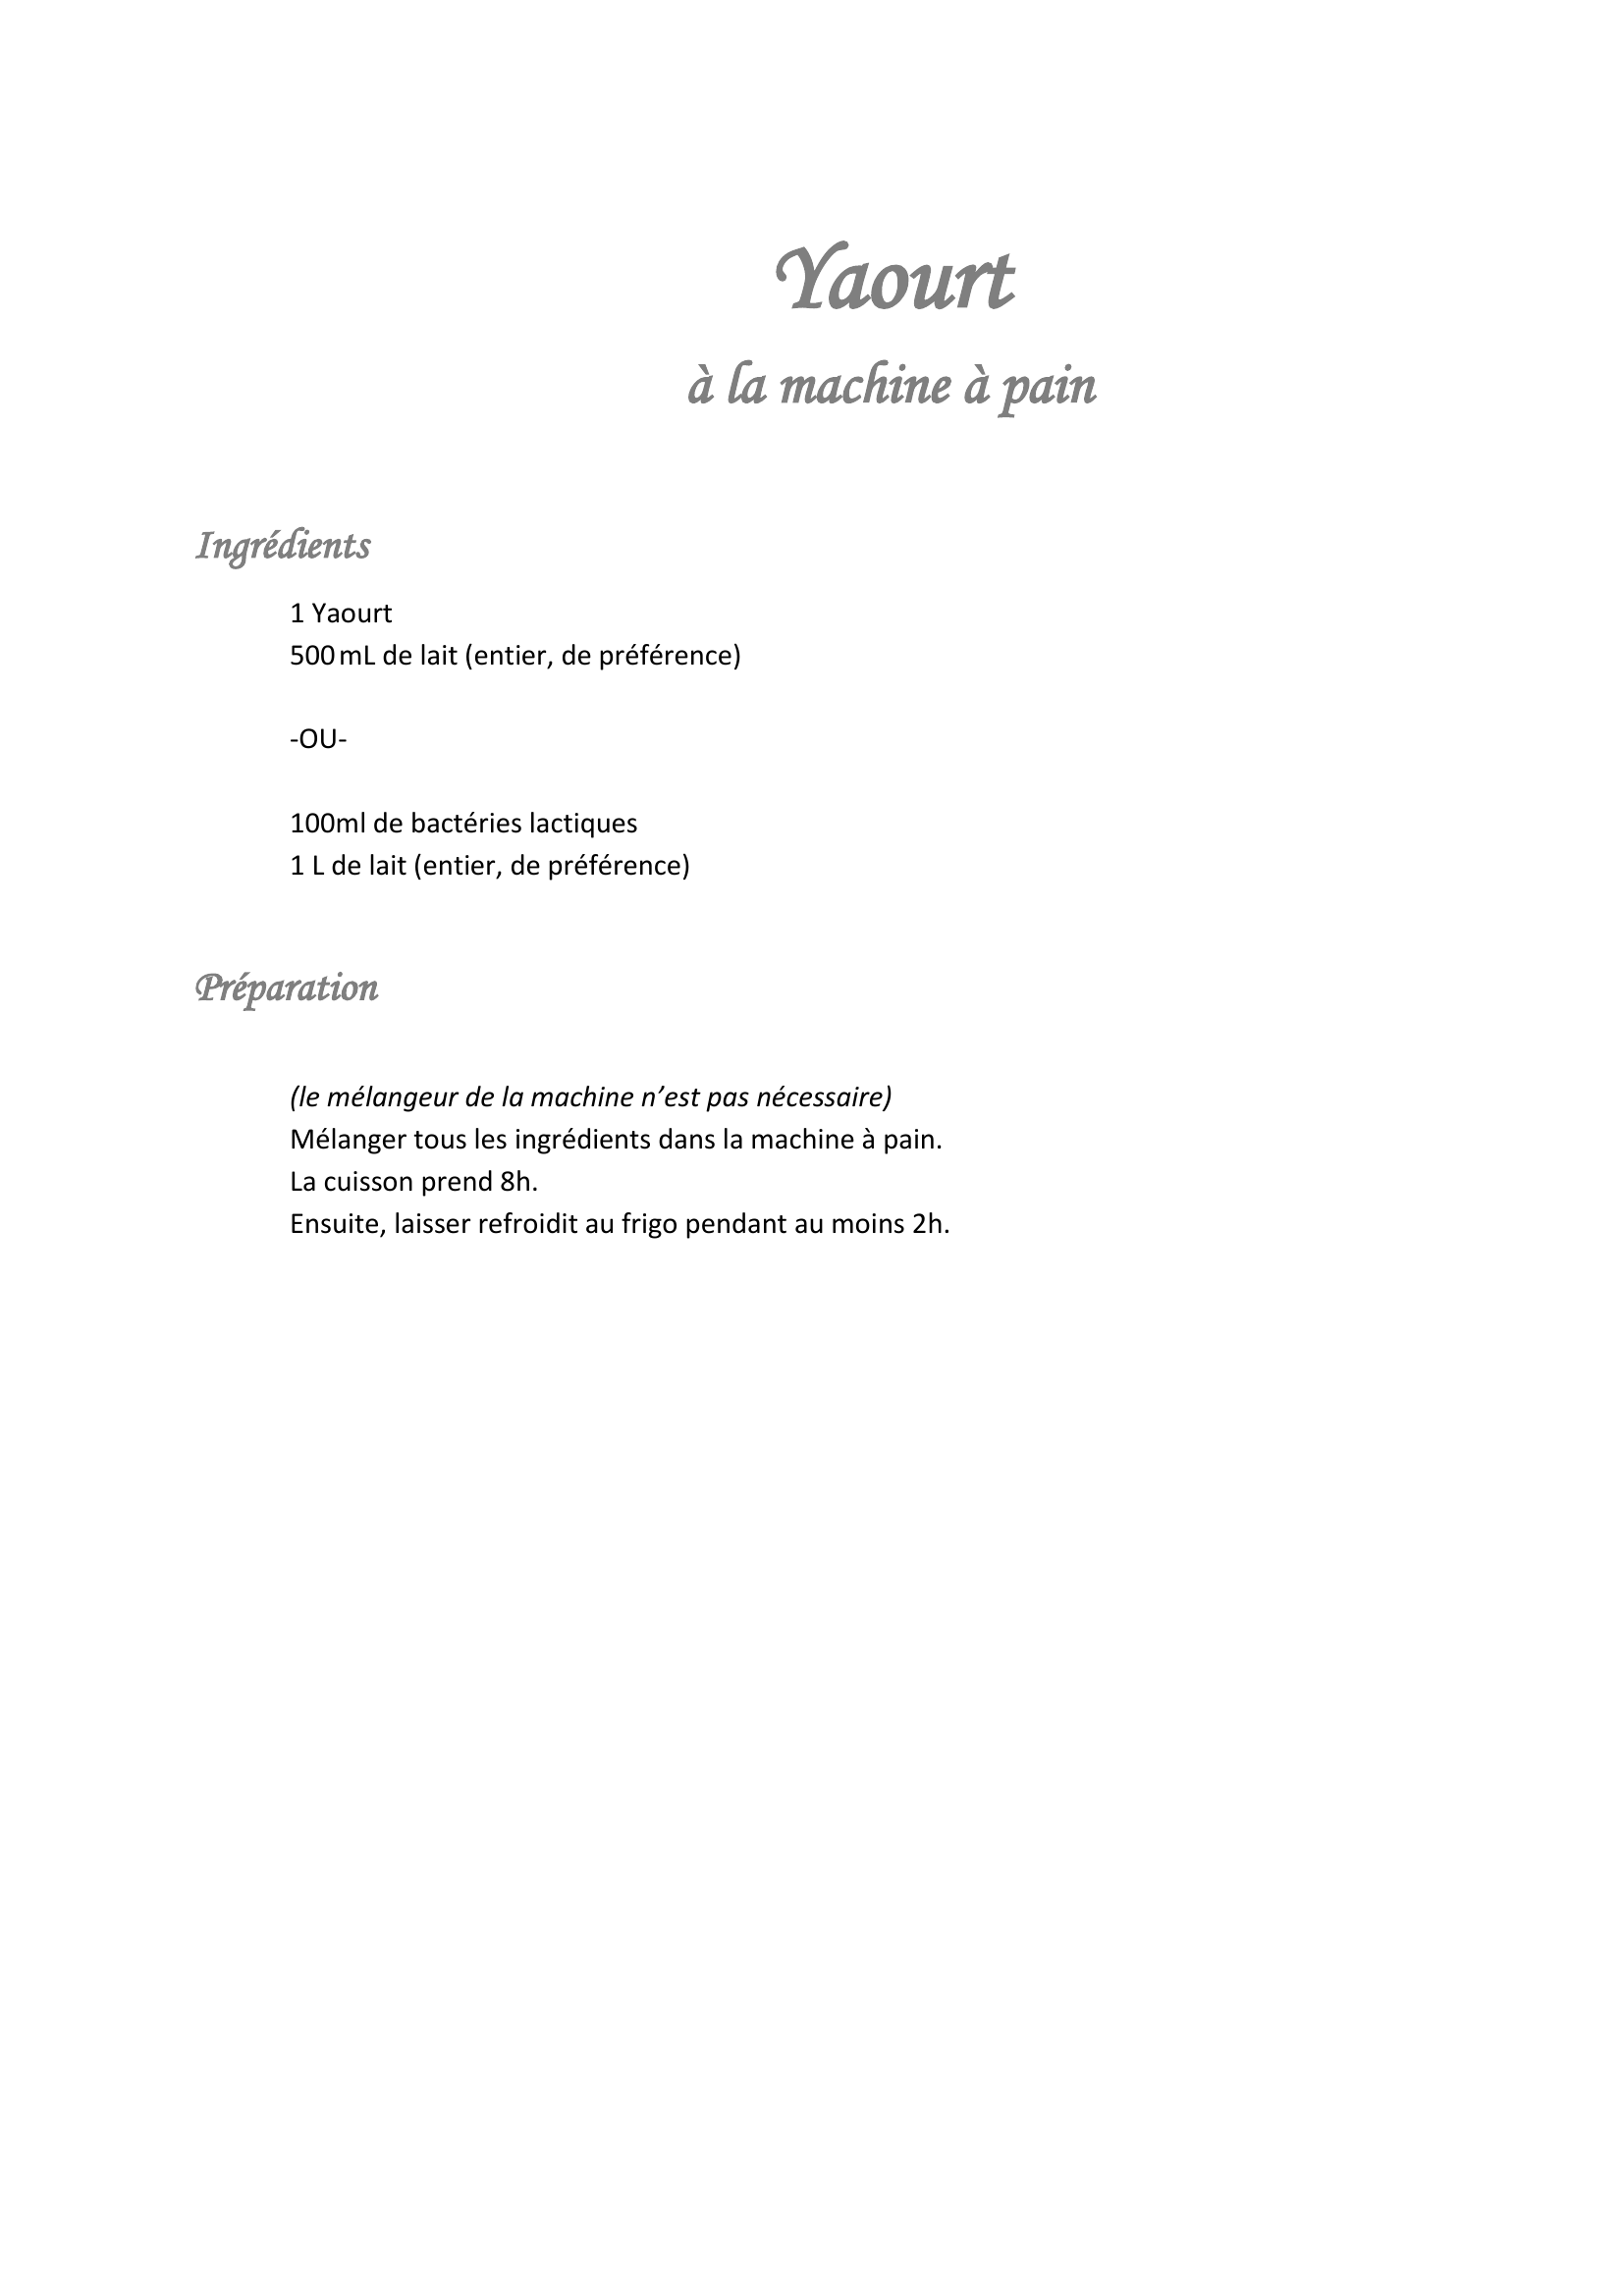 Yaourt
à la machine à pain
Ingrédients
1 Yaourt
500 mL de lait (entier, de préférence)
-OU-
100ml de bactéries lactiques
1 L de lait (entier, de préférence)
Préparation
(le mélangeur de la machine n’est pas nécessaire)
Mélanger tous les ingrédients dans la machine à pain.
La cuisson prend 8h.
Ensuite, laisser refroidit au frigo pendant au moins 2h.